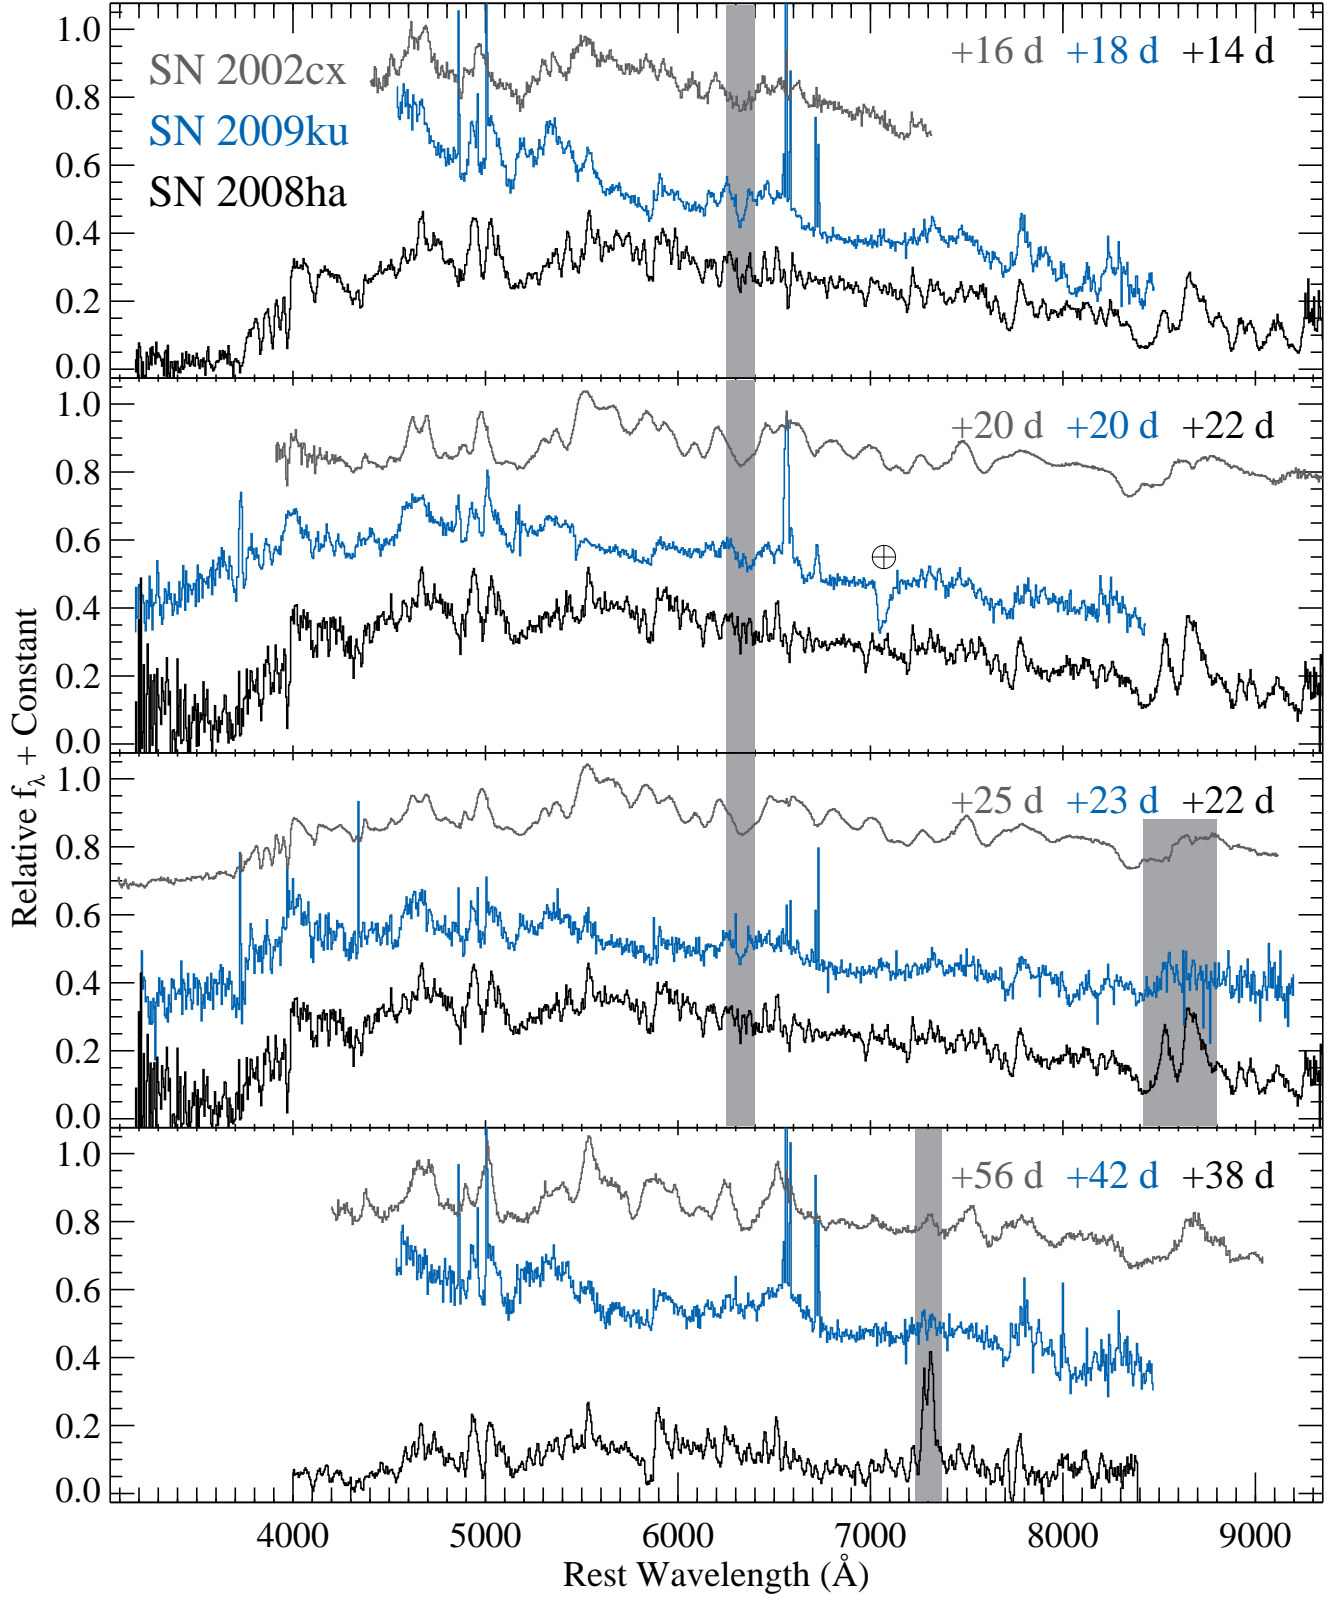 SN 2002cx
SN 2009ku
SN 2008ha
+16 d +18 d +14 d
1.0
0.8
0.6
0.4
0.2
0.0
+20 d +20 d +22 d
1.0
0.8
0.6
0.4
0.2
0.0
+25 d +23 d +22 d
1.0
0.8
0.6
0.4
0.2
0.0
+56 d +42 d +38 d
1.0
0.8
0.6
0.4
0.2
0.0
Relative f_λ + Constant
4000 5000 6000 7000 8000 9000
Rest Wavelength (Å)